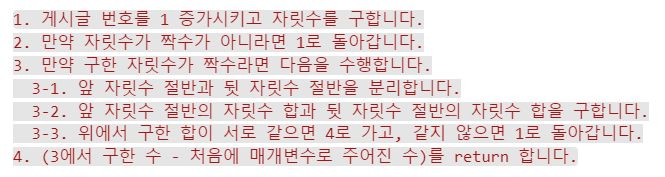 1. 게시글 번호를 1 증가시키고 자릿수를 구합니다.
2. 만약 자릿수가 짝수가 아니라면 1로 돌아갑니다.
3. 만약 구한 자릿수가 짝수라면 다음을 수행합니다.
3-1. 앞 자릿수 절반과 뒷 자릿수 절반을 분리합니다.
3-2. 앞 자릿수 절반의 자릿수 합과 뒷 자릿수 절반의 자릿수 합을 구합니다.
3-3. 위에서 구한 합이 서로 같으면 4로 가고, 같지 않으면 1로 돌아갑니다.
4. (3에서 구한 수 - 처음에 매개변수로 주어진 수)를 return 합니다.